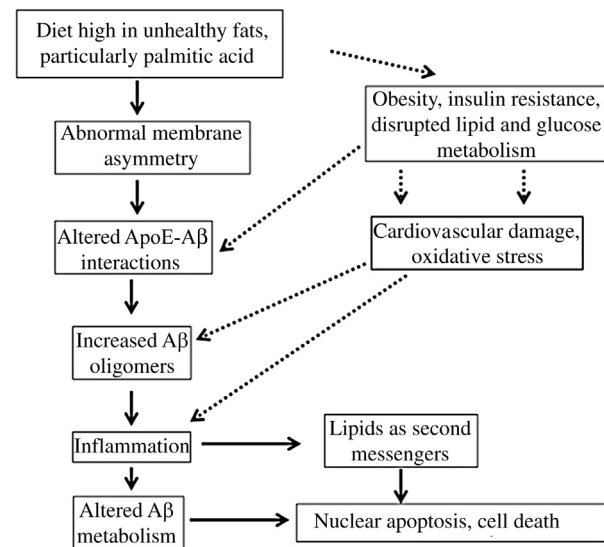 Diet high in unhealthy fats,
particularly palmitic acid
Obesity, insulin resistance,
disrupted lipid and glucose
metabolism
Abnormal membrane
asymmetry
Altered ApoE-Aβ
interactions
Cardiovascular damage,
oxidative stress
Increased Aβ
oligomers
Inflammation
Lipids as second
messengers
Altered Aβ
metabolism
Nuclear apoptosis, cell death